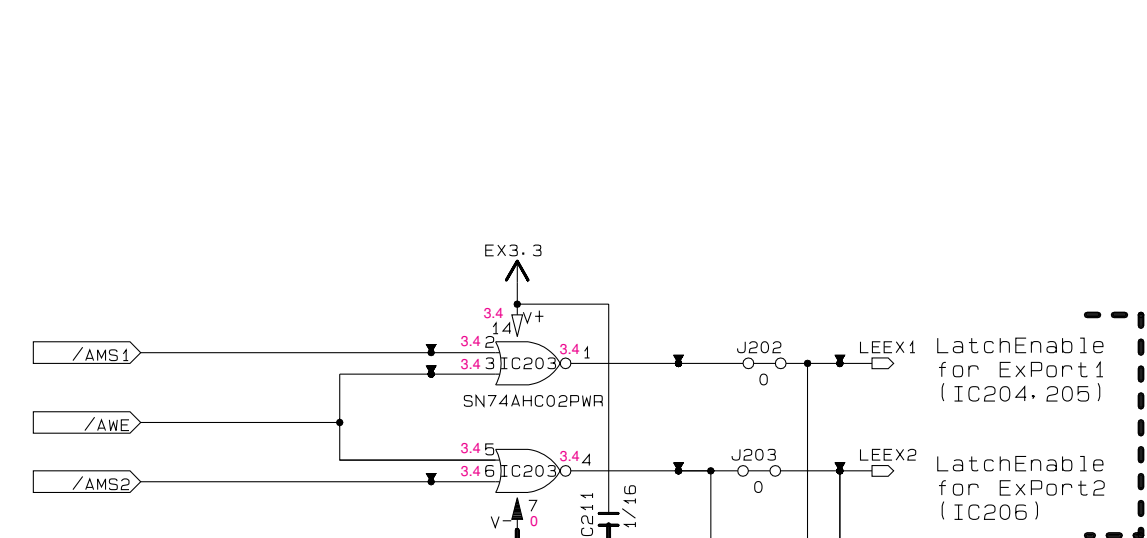 EX3.3
3.4
14
V+
/AMS1
3.4 2
3.4 3
IC203
3.4 1
SN74AHC02PWR
J202
0
LEEX1
LatchEnable
for ExPort1
(IC204,205)
/AWE
/AMS2
3.4 5
3.4 6
IC203
3.4 4
J203
0
LEEX2
LatchEnable
for ExPort2
(IC206)
V-
7
0
C211
1/16